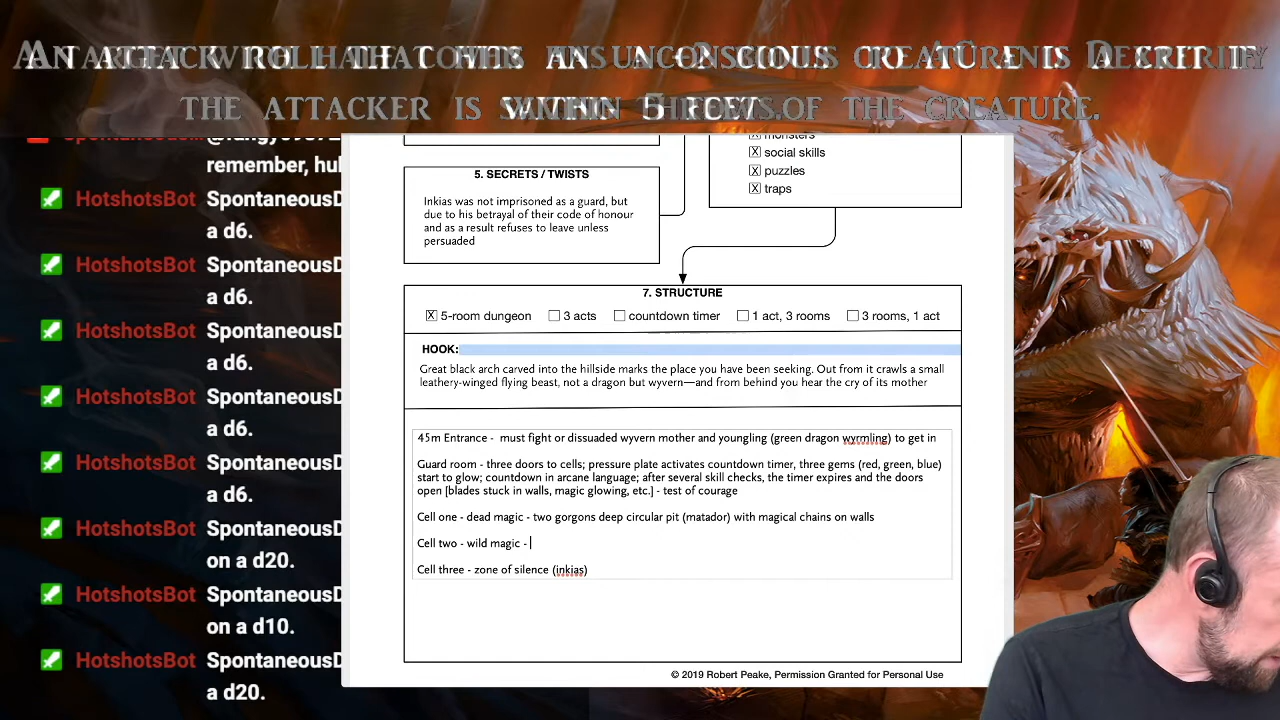 THE ATTACKER IS WITHIN 5 FEET OF THE CREATURE.
remember, hu
HotshotsBot SpontaneousD
a d6.
HotshotsBot SpontaneousD
a d6.
HotshotsBot SpontaneousD
a d6.
HotshotsBot SpontaneousD
a d6.
HotshotsBot SpontaneousD
a d6.
HotshotsBot SpontaneousD
on a d20.
HotshotsBot SpontaneousD
on a d10.
HotshotsBot SpontaneousD
a d20.
monsters
X social skills
X puzzles
X traps
5. SECRETS / TWISTS
Inkias was not imprisoned as a guard, but
due to his betrayal of their code of honour
and as a result refuses to leave unless
persuaded
7. STRUCTURE
X 5-room dungeon 3 acts countdown timer 1 act, 3 rooms 3 rooms, 1 act
HOOK:
Great black arch carved into the hillside marks the place you have been seeking. Out from it crawls a small
leathery-winged flying beast, not a dragon but wyvern—and from behind you hear the cry of its mother
45m Entrance - must fight or dissuaded wyvern mother and youngling (green dragon wyrmling) to get in
Guard room - three doors to cells; pressure plate activates countdown timer, three gems (red, green, blue)
start to glow; countdown in arcane language; after several skill checks, the timer expires and the doors
open [blades stuck in walls, magic glowing, etc.] - test of courage
Cell one - dead magic - two gorgons deep circular pit (matador) with magical chains on walls
Cell two - wild magic -
Cell three - zone of silence (inkias)
© 2019 Robert Peake, Permission Granted for Personal Use